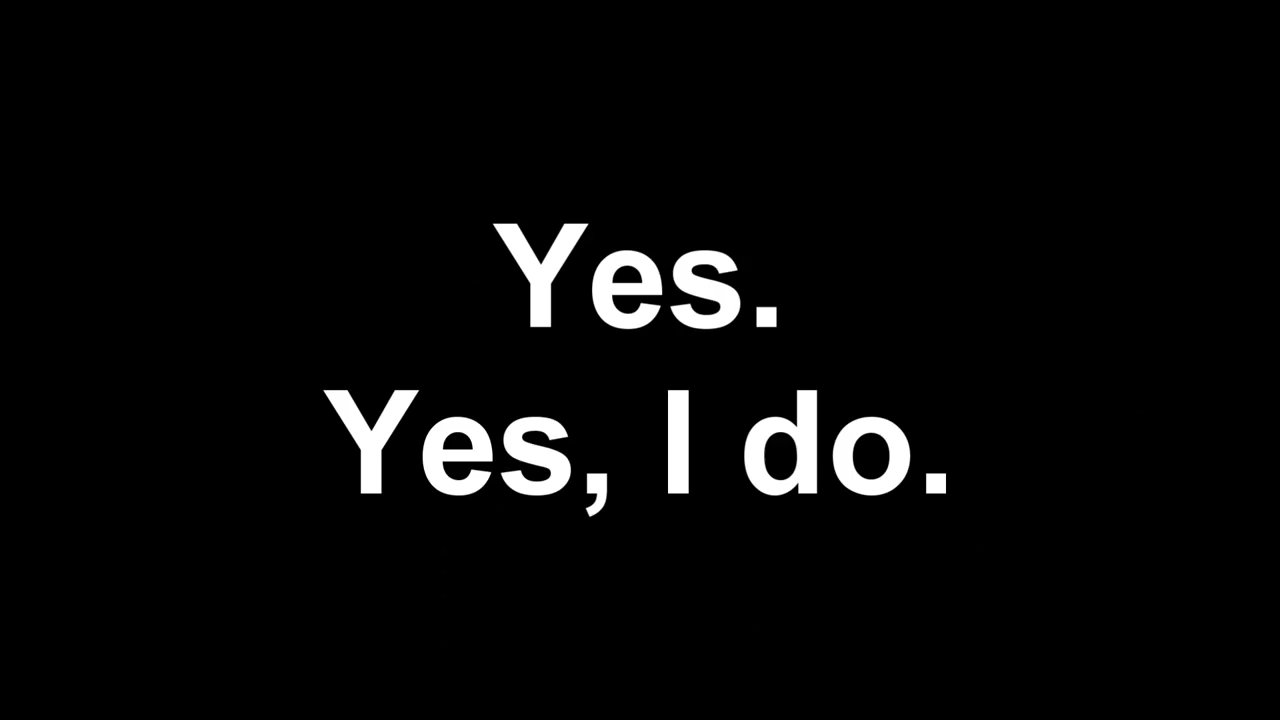 Yes.
Yes, I do.